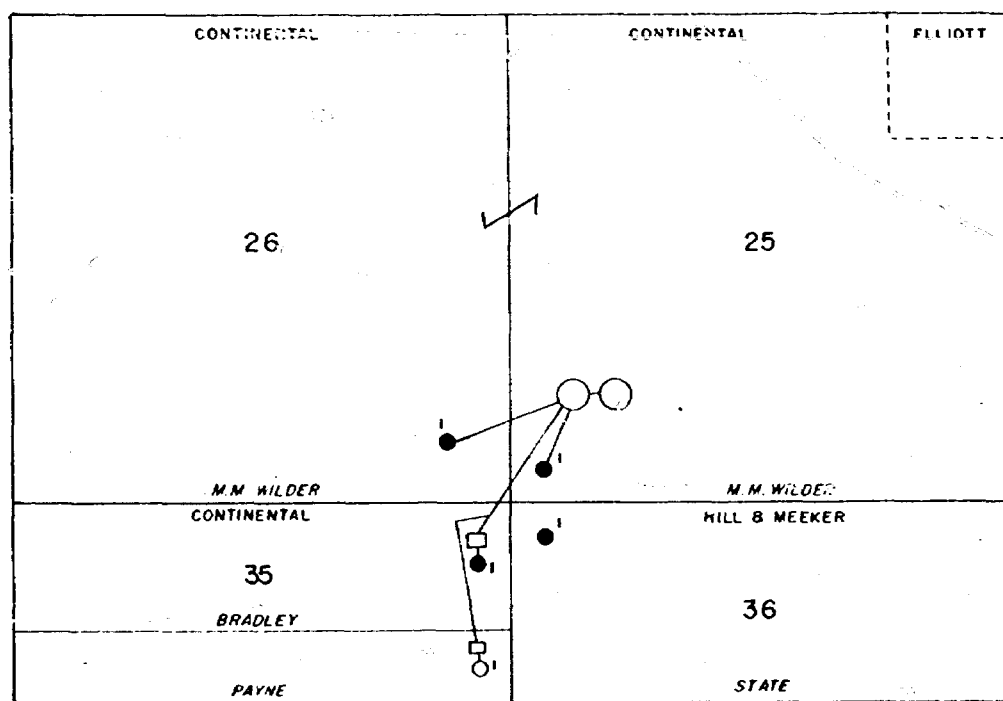 CONTINENTAL
CONTINENTAL
ELLIOTT
26
25
1
1
M.M WILDER
M.M. WILDER
CONTINENTAL
HILL & MEEKER
1
1
35
36
BRADLEY
1
PAYNE
STATE